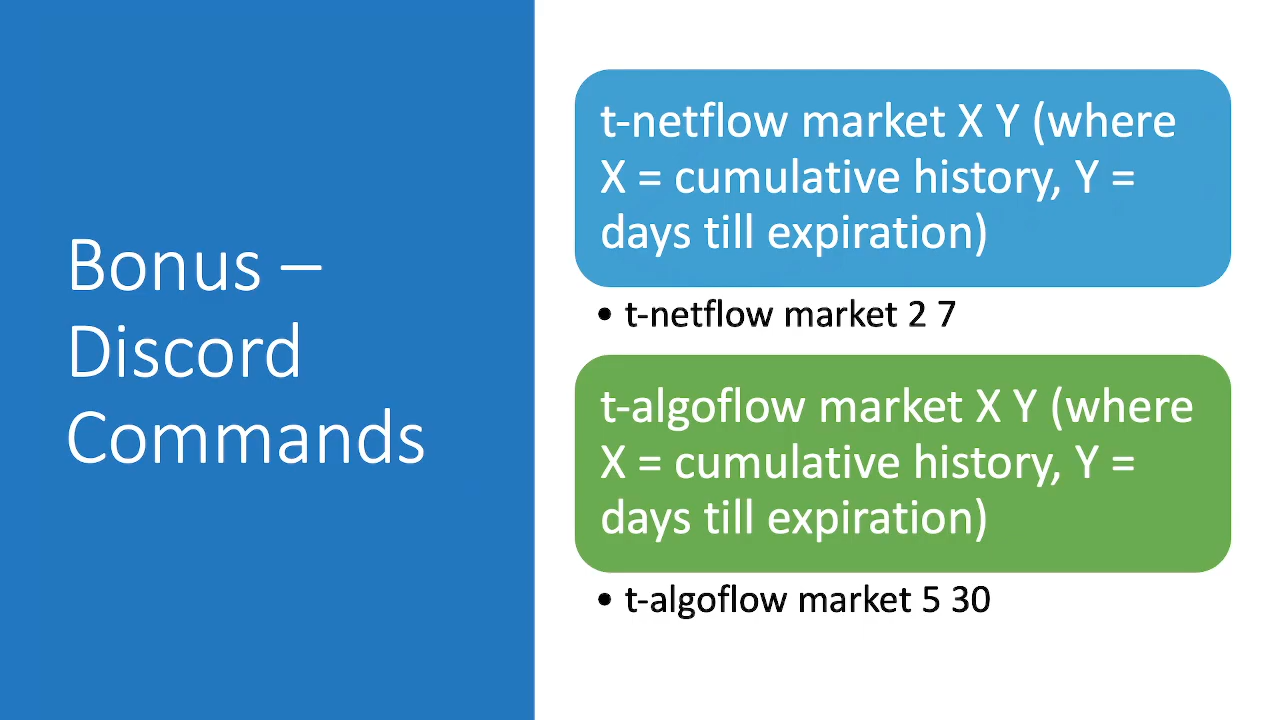 Bonus –
Discord
Commands
t-netflow market X Y (where
X = cumulative history, Y =
days till expiration)
• t-netflow market 2 7
t-algoflow market X Y (where
X = cumulative history, Y =
days till expiration)
• t-algoflow market 5 30